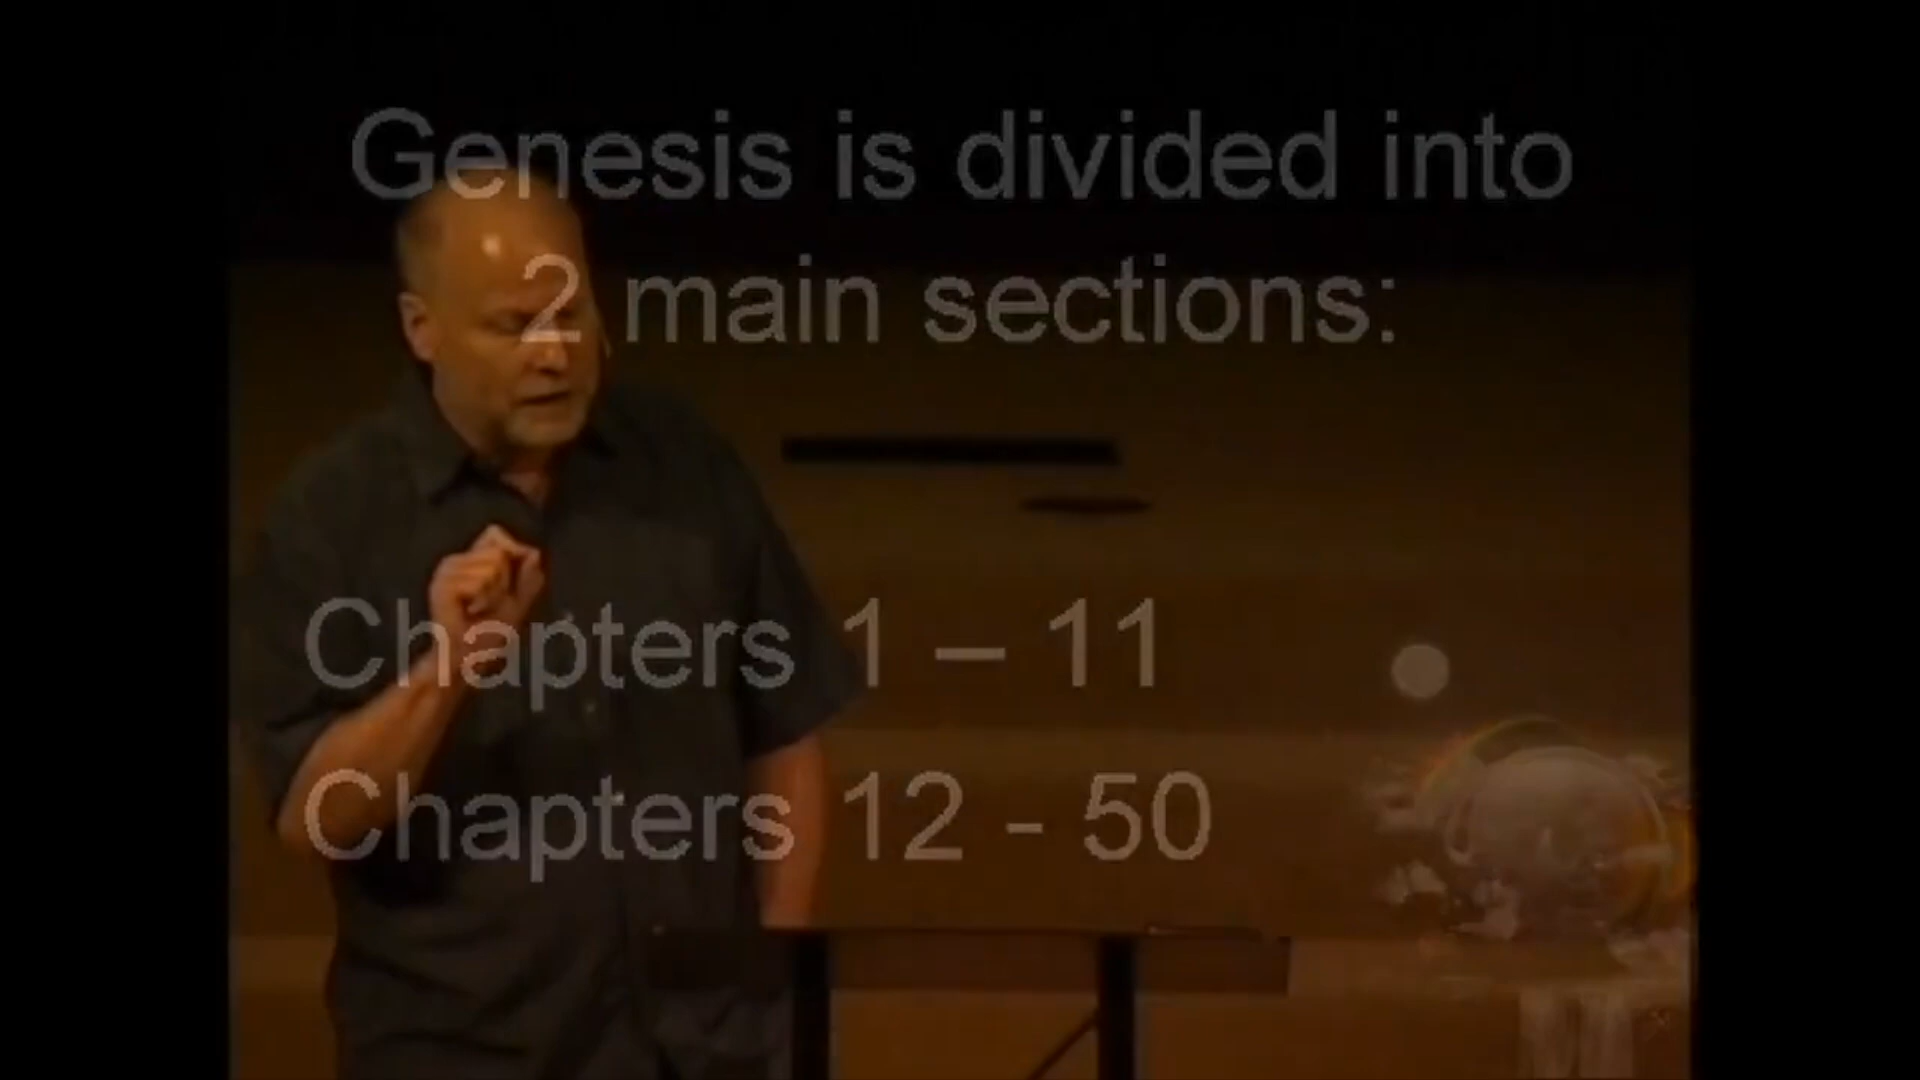 Genesis is divided into
2 main sections:
Chapters 1 – 11
Chapters 12 - 50